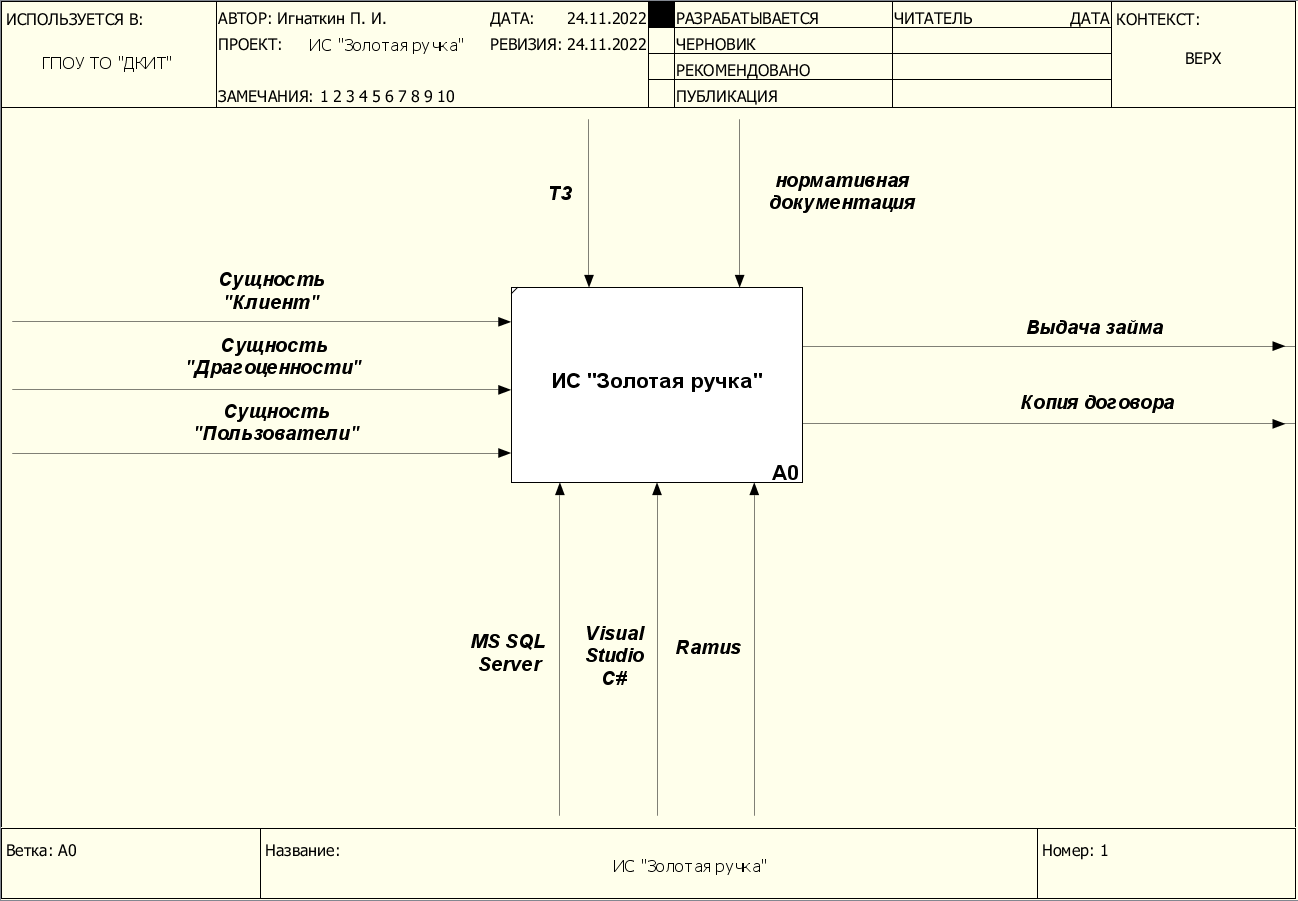 ИСПОЛЬЗУЕТСЯ В:
ГПОУ ТО "ДКИТ"
АВТОР: Игнаткин П. И.
ДАТА: 24.11.2022
ПРОЕКТ: ИС "Золотая ручка"
РЕВИЗИЯ: 24.11.2022
ЗАМЕЧАНИЯ: 1 2 3 4 5 6 7 8 9 10
РАЗРАБАТЫВАЕТСЯ
ЧЕРНОВИК
РЕКОМЕНДОВАНО
ПУБЛИКАЦИЯ
ЧИТАТЕЛЬ ДАТА
КОНТЕКСТ:
ВЕРХ
ТЗ
нормативная
документация
Сущность
"Клиент"
Сущность
"Драгоценности"
Сущность
"Пользователи"
ИС "Золотая ручка"
A0
Выдача займа
Копия договора
MS SQL
Server
Visual
Studio
C#
Ramus
Ветка: A0
Название:
ИС "Золотая ручка"
Номер: 1